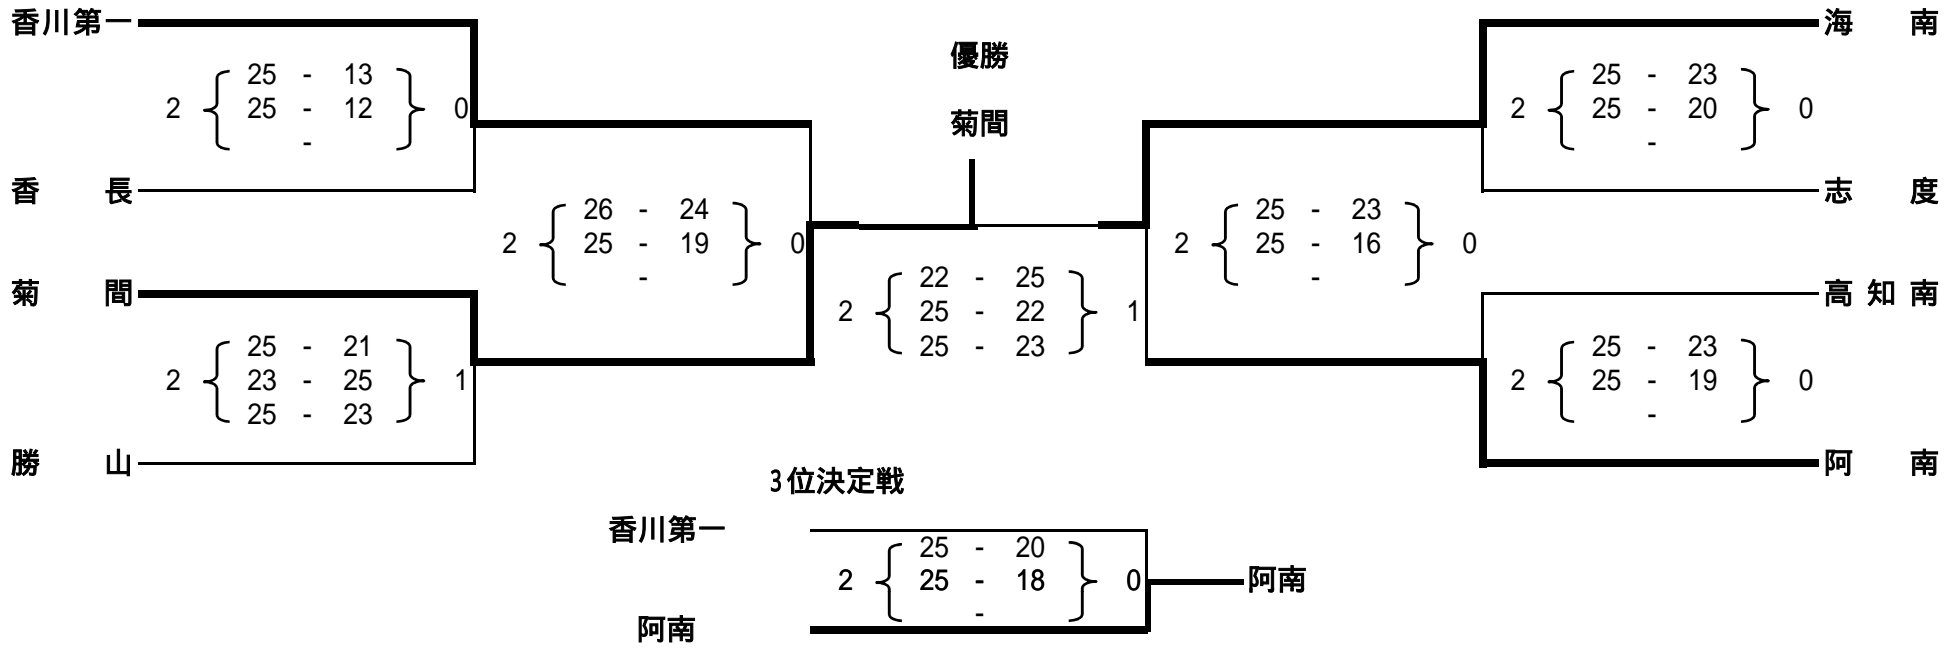 香川第一
25 - 13
2 { 25 - 12 } 0
-
香 長
菊 間
25 - 21
2 { 23 - 25 } 1
25 - 23
勝 山
26 - 24
2 { 25 - 19 } 0
-
優勝
菊間
22 - 25
2 { 25 - 22 } 1
25 - 23
25 - 23
2 { 25 - 16 } 0
-
海 南
25 - 23
2 { 25 - 20 } 0
-
志 度
高 知 南
25 - 23
2 { 25 - 19 } 0
-
阿 南
3位決定戦
香川第一
25 - 20
2 { 25 - 18 } 0
-
阿南
阿南